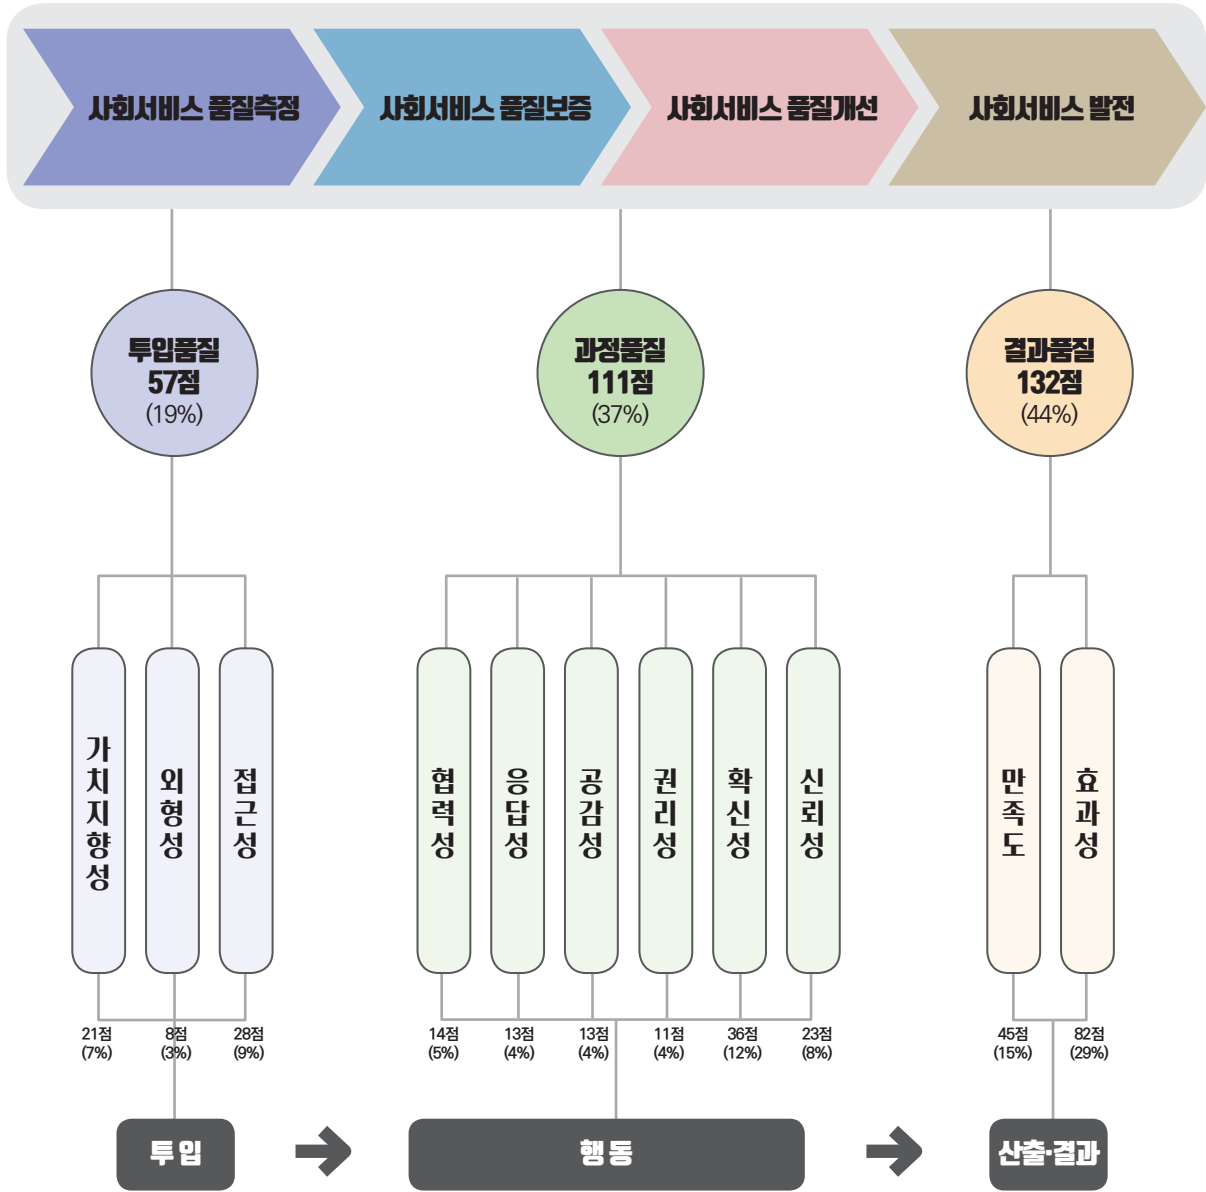 사회서비스 품질측정
사회서비스 품질보증
사회서비스 품질개선
사회서비스 발전
투입품질
57점
(19%)
과정품질
111점
(37%)
결과품질
132점
(44%)
가치지향성
외형성
접근성
협력성
응답성
공감성
권리성
확신성
신뢰성
만족도
효과성
21점
(7%)
8점
(3%)
28점
(9%)
14점
(5%)
13점
(4%)
13점
(4%)
11점
(4%)
36점
(12%)
23점
(8%)
45점
(15%)
82점
(29%)
투입
행동
산출·결과